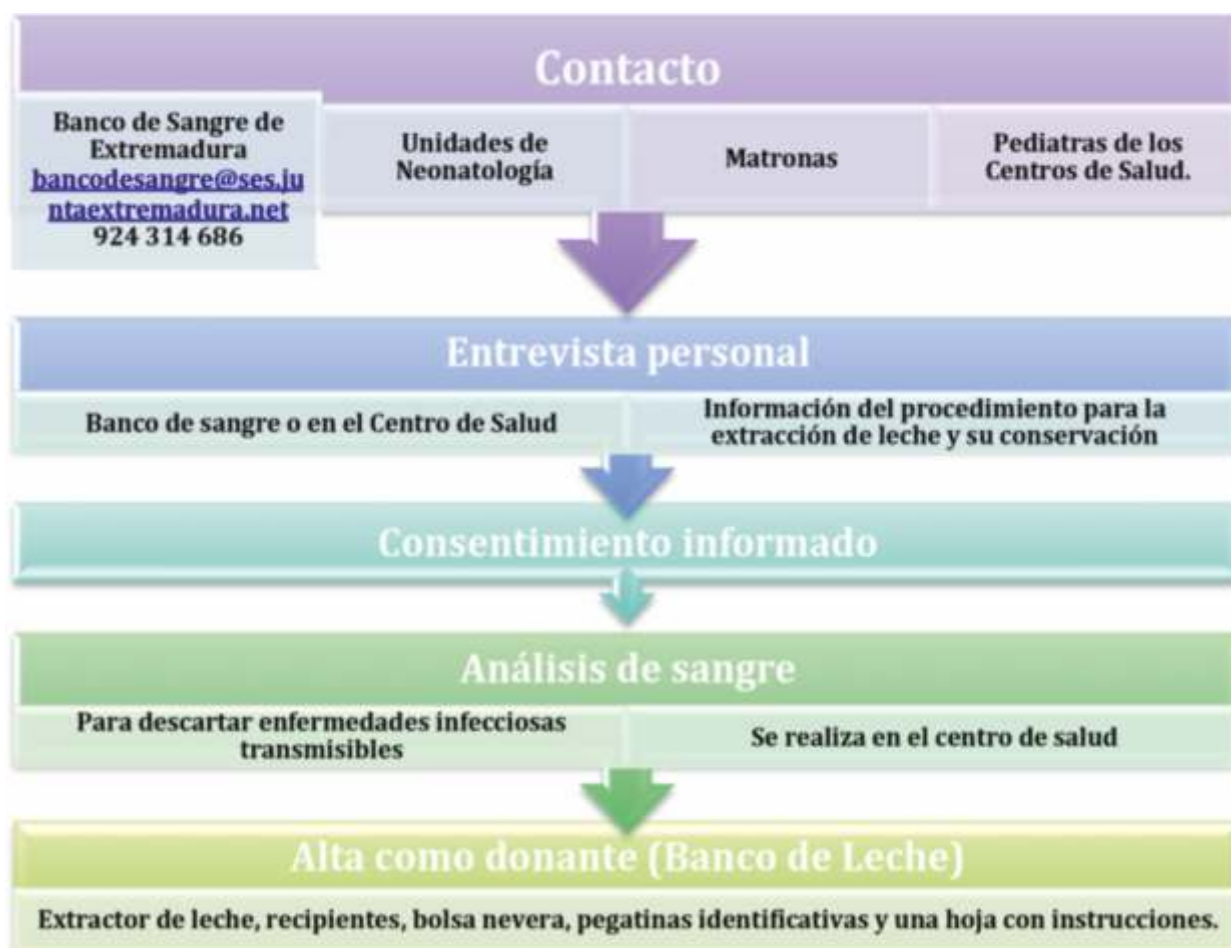 Contacto
Banco de Sangre de
Extremadura
bancodesangre@ses.ju
ntaextremadura.net
924 314 686
Unidades de
Neonatología
Matronas
Pediatras de los
Centros de Salud.
Entrevista personal
Banco de sangre o en el Centro de Salud
Información del procedimiento para la
extracción de leche y su conservación
Consentimiento informado
Análisis de sangre
Para descartar enfermedades infecciosas
transmisibles
Se realiza en el centro de salud
Alta como donante (Banco de Leche)
Extractor de leche, recipientes, bolsa nevera, pegatinas identificativas y una hoja con instrucciones.